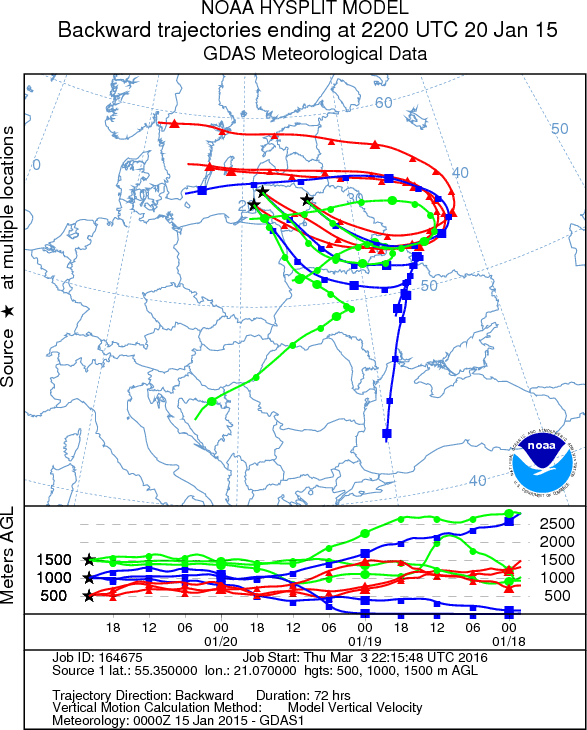 NOAA HYSPLIT MODEL
Backward trajectories ending at 2200 UTC 20 Jan 15
GDAS Meteorological Data
Source ★ at multiple locations
60
50
0
40
30
50
40
noaa
Meters AGL
1500
1000
500
2500
2000
1500
1000
500
18 12 06 00 18 12 06 00 18 12 06 00
01/20 01/19 01/18
Job ID: 164675 Job Start: Thu Mar 3 22:15:48 UTC 2016
Source 1 lat.: 55.350000 lon.: 21.070000 hgts: 500, 1000, 1500 m AGL
Trajectory Direction: Backward Duration: 72 hrs
Vertical Motion Calculation Method: Model Vertical Velocity
Meteorology: 0000Z 15 Jan 2015 - GDAS1